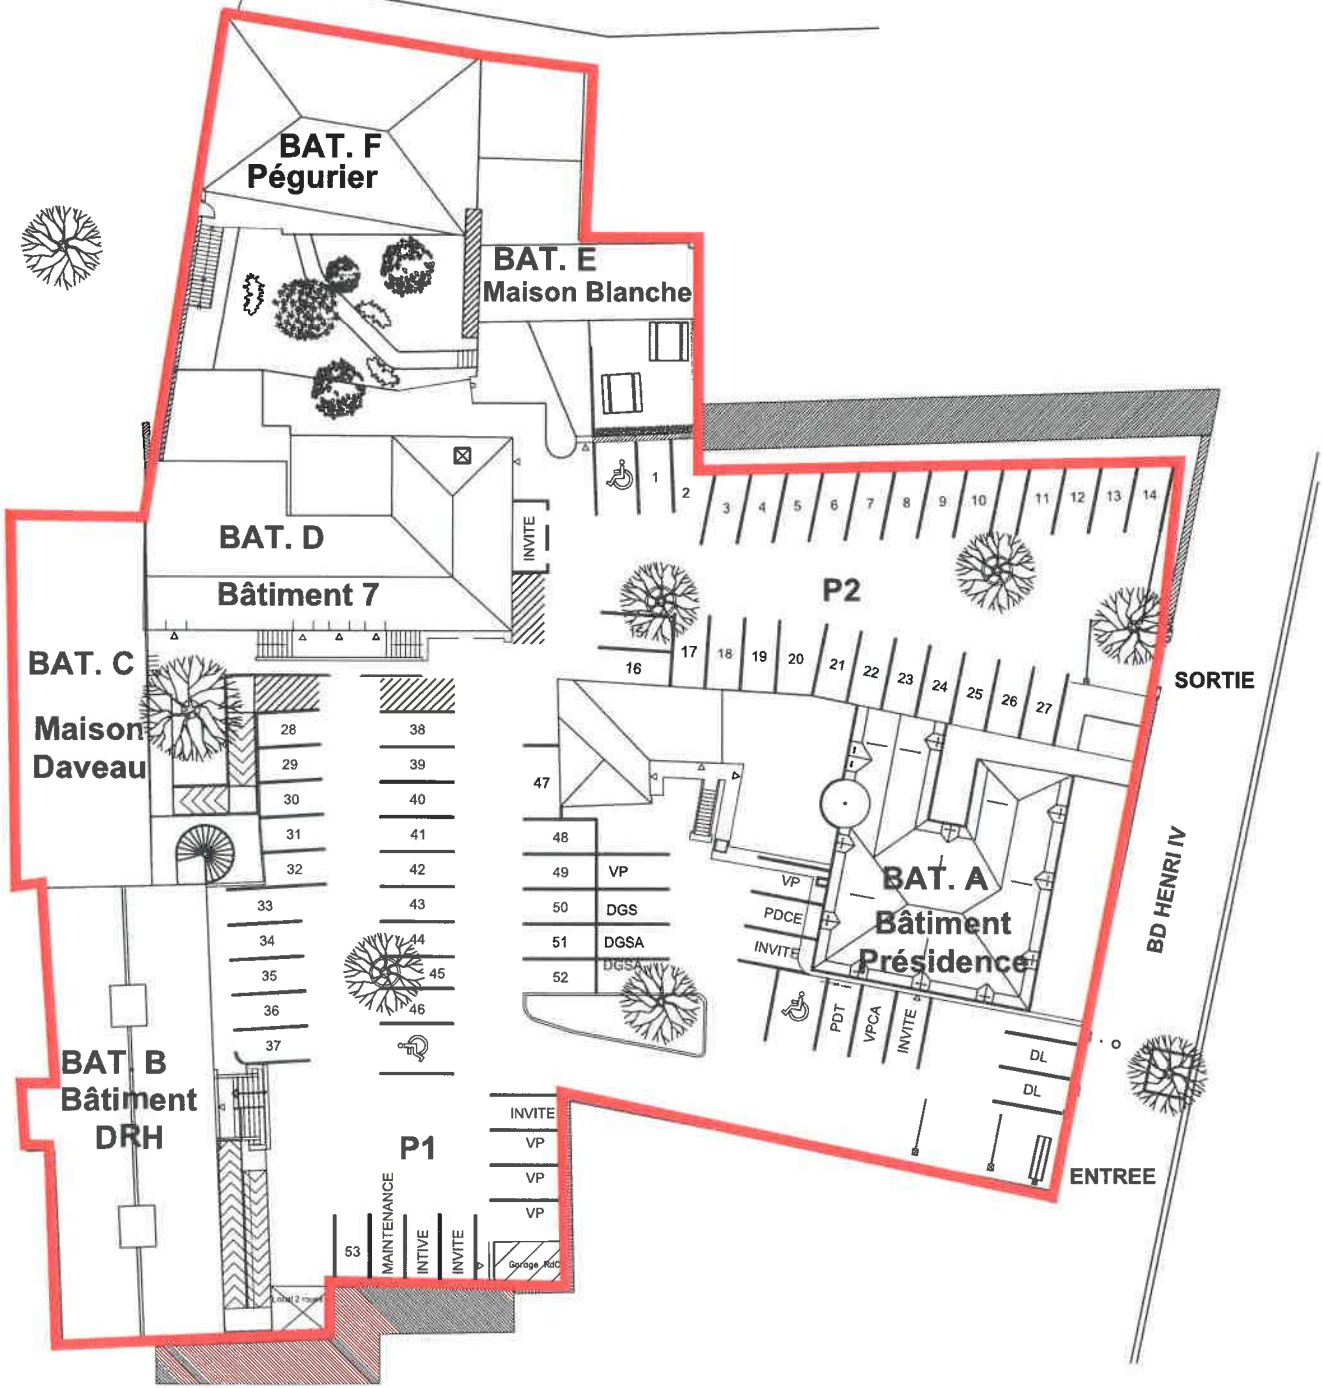 BAT. F
Pégurier
BAT. E
Maison Blanche
1
2
3
4
5
6
7
8
9
10
11
12
13
14
INVITE
BAT. D
Bâtiment 7
P2
15
16
17
18
19
20
21
22
23
24
25
26
27
SORTIE
BAT. C
Maison
Daveau
28
29
30
31
32
33
34
35
36
37
38
39
40
41
42
43
44
45
46
47
48
49
50
51
52
VP
DGS
DGSA
DGSA
VP
PDCE
INVITE
BAT. A
Bâtiment
Présidence
BD HENRI IV
PDT
VPCA
INVITE
DL
DL
ENTREE
BAT. B
Bâtiment
DRH
P1
INVITE
VP
VP
VP
53
MAINTENANCE
INTIVE
INVITE
Garage RdC
Local 2 roues